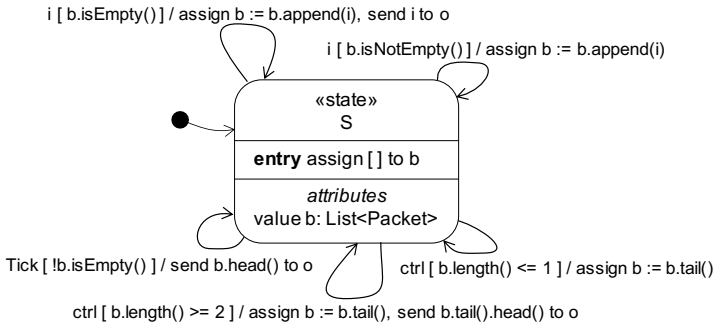 i [ b.isEmpty() ] / assign b := b.append(i), send i to o
i [ b.isNotEmpty() ] / assign b := b.append(i)
«state»
S
entry assign [ ] to b
attributes
value b: List<Packet>
Tick [ !b.isEmpty() ] / send b.head() to o
ctrl [ b.length() <= 1 ] / assign b := b.tail()
ctrl [ b.length() >= 2 ] / assign b := b.tail(), send b.tail().head() to o